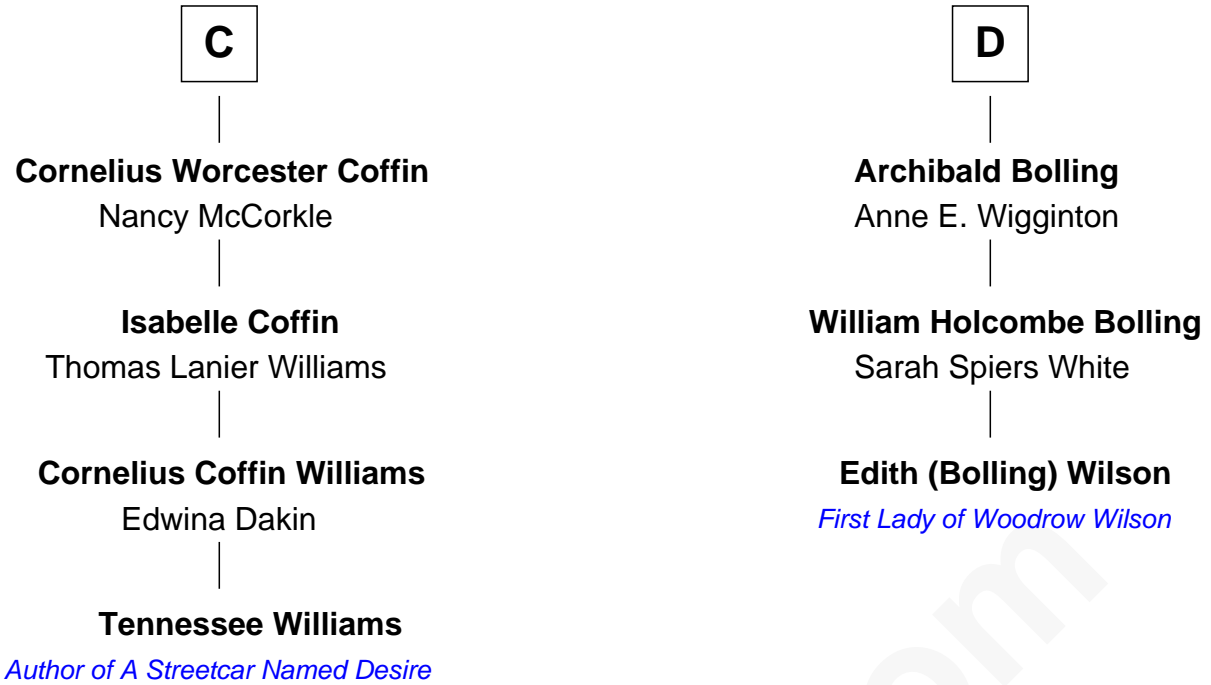 C
Cornelius Worcester Coffin
Nancy McCorkle
Isabelle Coffin
Thomas Lanier Williams
Cornelius Coffin Williams
Edwina Dakin
Tennessee Williams
Author of A Streetcar Named Desire
D
Archibald Bolling
Anne E. Wigginton
William Holcombe Bolling
Sarah Spiers White
Edith (Bolling) Wilson
First Lady of Woodrow Wilson
om